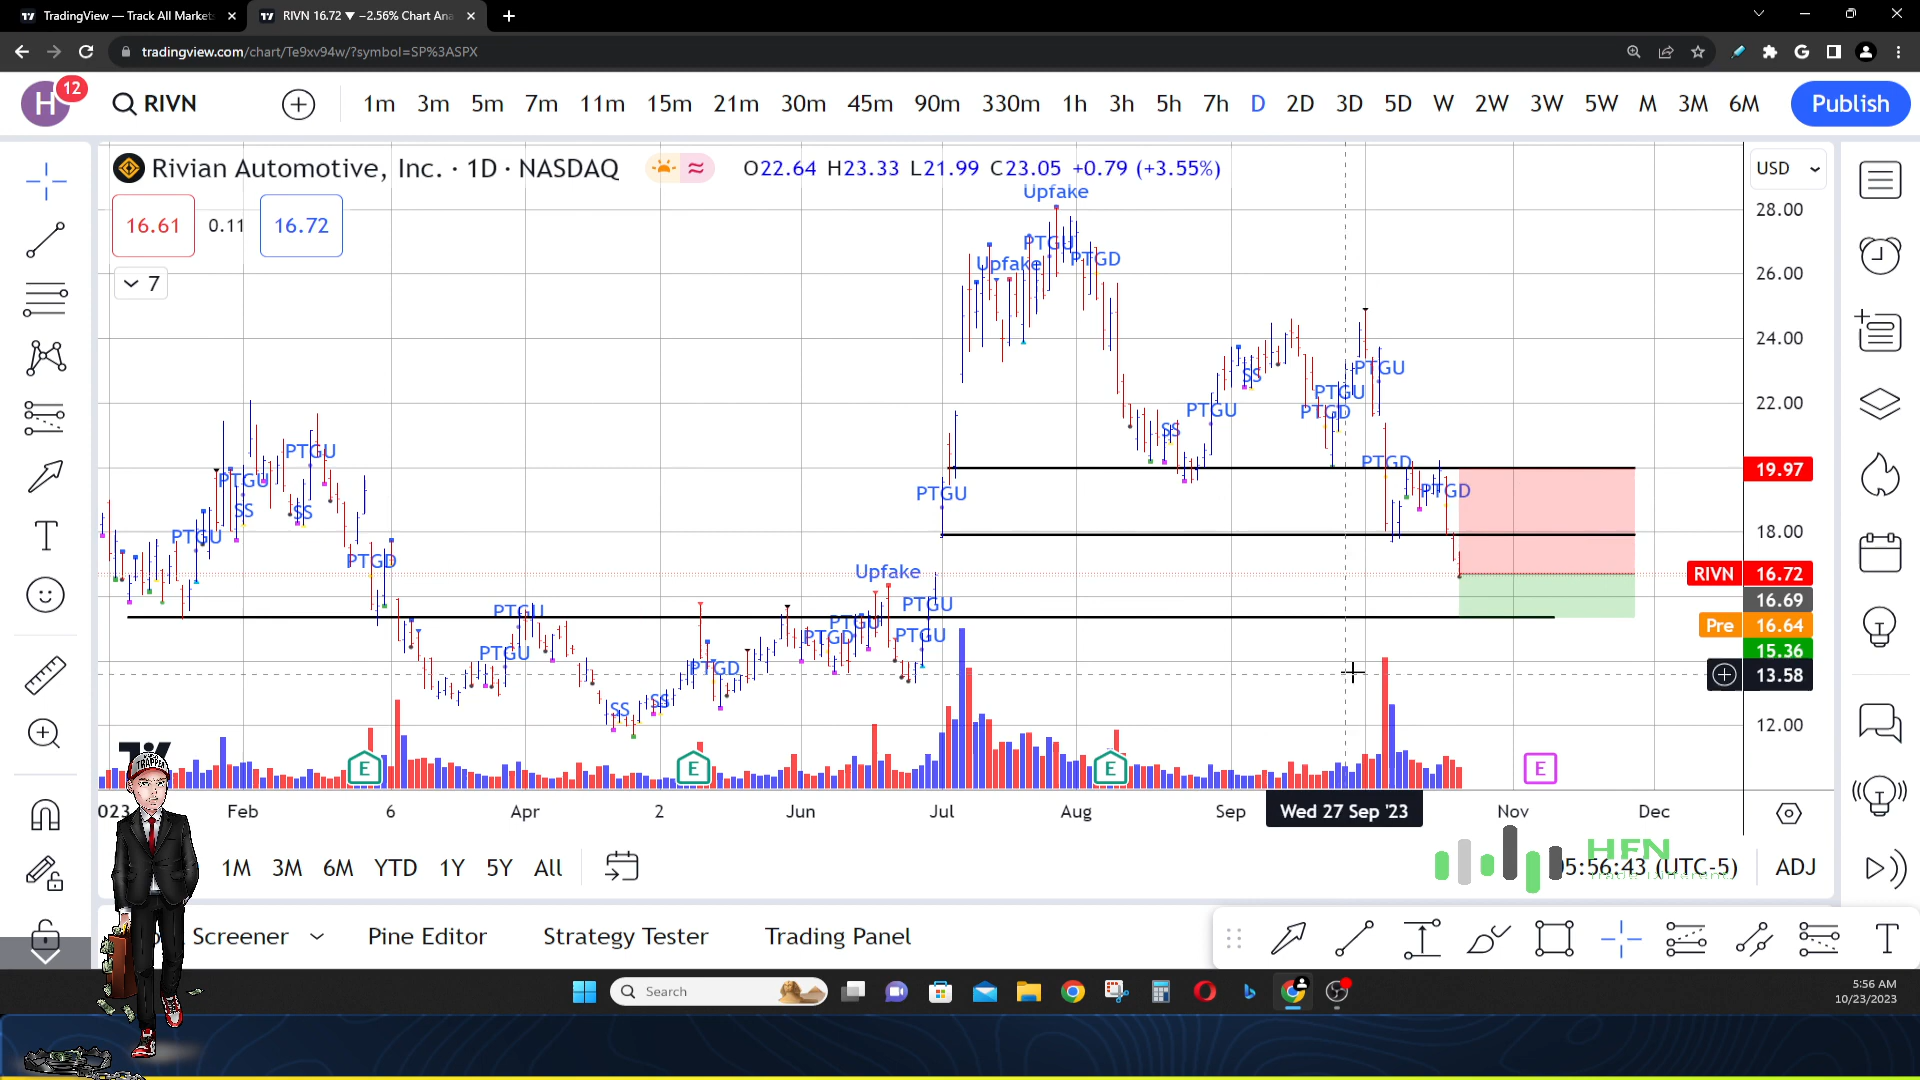 TradingView — Track All Market
RIVN 16.72 ▼ −2.56% Chart Ana
tradingview.com/chart/Te9xv94w/?symbol=SP%3ASPX
H 12 RIVN 1m 3m 5m 7m 11m 15m 21m 30m 45m 90m 330m 1h 3h 5h 7h D 2D 3D 5D W 2W 3W 5W M 3M 6M Publish
Rivian Automotive, Inc. · 1D · NASDAQ O22.64 H23.33 L21.99 C23.05 +0.79 (+3.55%) USD
16.61 0.11 16.72
7
Upfake
28.00
PTGU
PTGD
Upfake
26.00
24.00
PTGU
SS
PTGU
22.00
PTGU
PTGD
SS
PTGU
PTGD
19.97
PTGU
SS
SS
PTGU
PTGD
PTGU
18.00
PTGD
Upfake
RIVN 16.72
16.69
PTGU
PTGU
PTGU
Pre 16.64
PTGD
PTGU
PTGU
15.36
PTGD
13.58
SS
SS
12.00
E E E E
023 Feb 6 Apr 2 Jun Jul Aug Sep Wed 27 Sep '23 Nov Dec
TRAPPER
HFN
1M 3M 6M YTD 1Y 5Y All
05:56:43 (UTC-5) ADJ
Trade Different
Screener Pine Editor Strategy Tester Trading Panel
Search
5:56 AM
10/23/2023